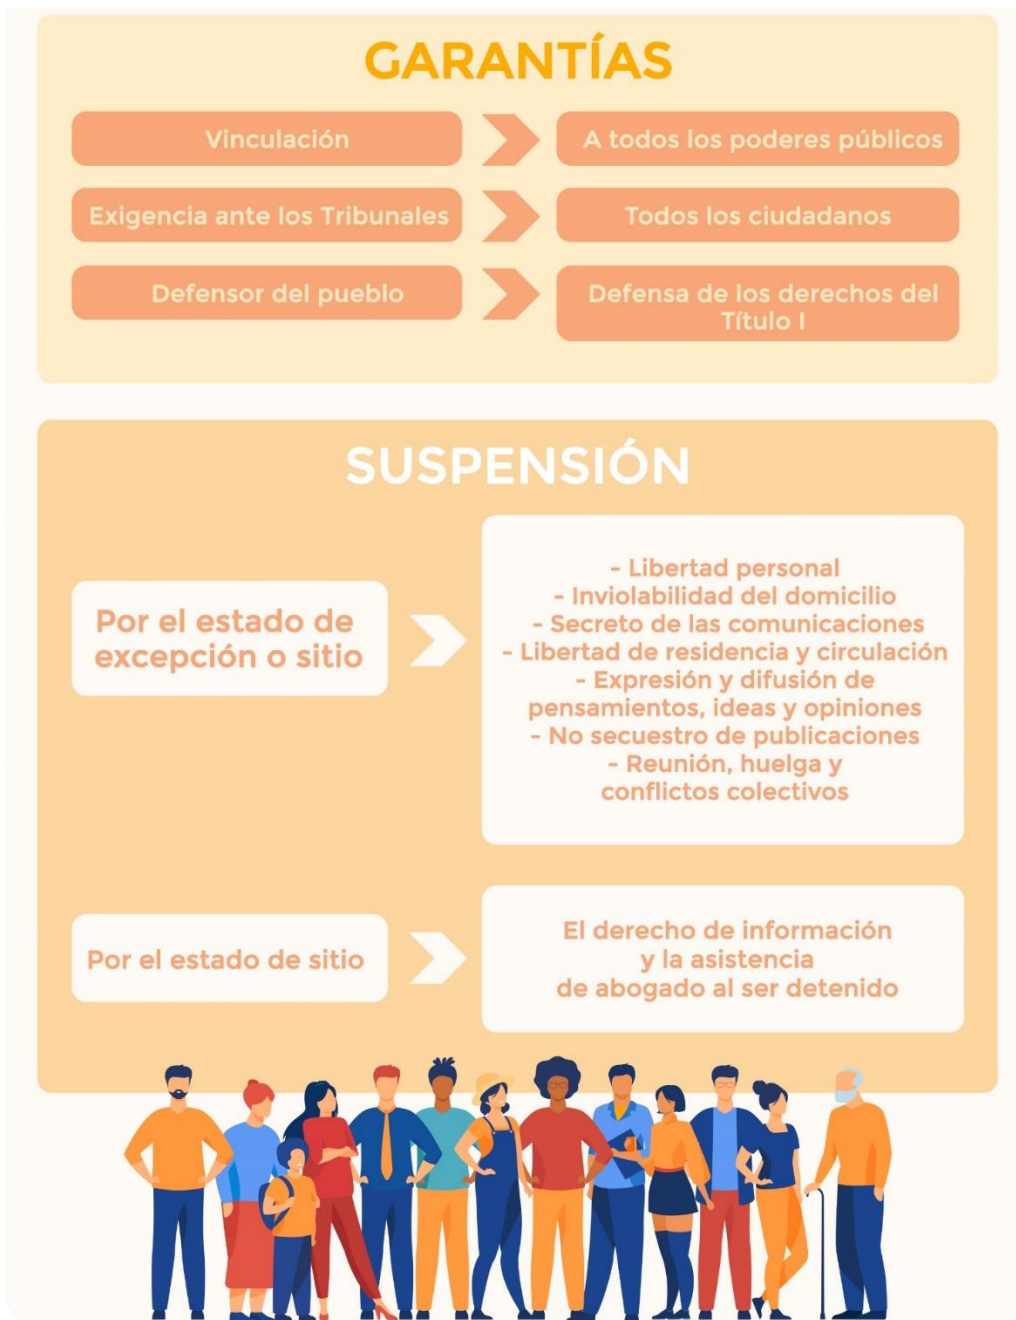 GARANTÍAS
Vinculación
A todos los poderes públicos
Exigencia ante los Tribunales
Todos los ciudadanos
Defensor del pueblo
Defensa de los derechos del
Título I
SUSPENSIÓN
Por el estado de
excepción o sitio
- Libertad personal
- Inviolabilidad del domicilio
- Secreto de las comunicaciones
- Libertad de residencia y circulación
- Expresión y difusión de
pensamientos, ideas y opiniones
- No secuestro de publicaciones
- Reunión, huelga y
conflictos colectivos
Por el estado de sitio
El derecho de información
y la asistencia
de abogado al ser detenido